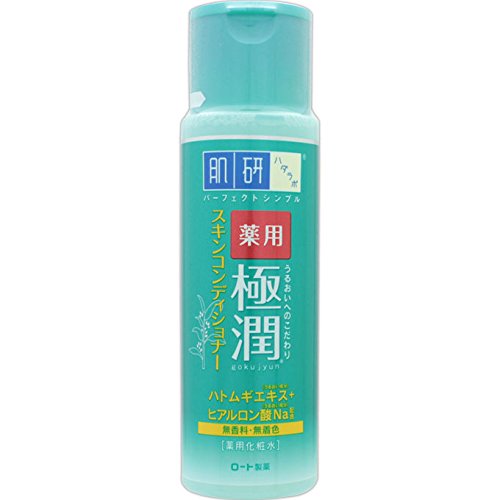 肌研
ハダラボ
®
パーフェクトシンプル
薬用
極潤®
gokujyun
うるおいへのこだわり
スキンコンディショナー
ハトムギエキス+
ヒアルロン酸Na配合
無香料・無着色
[薬用化粧水]
ロート製薬